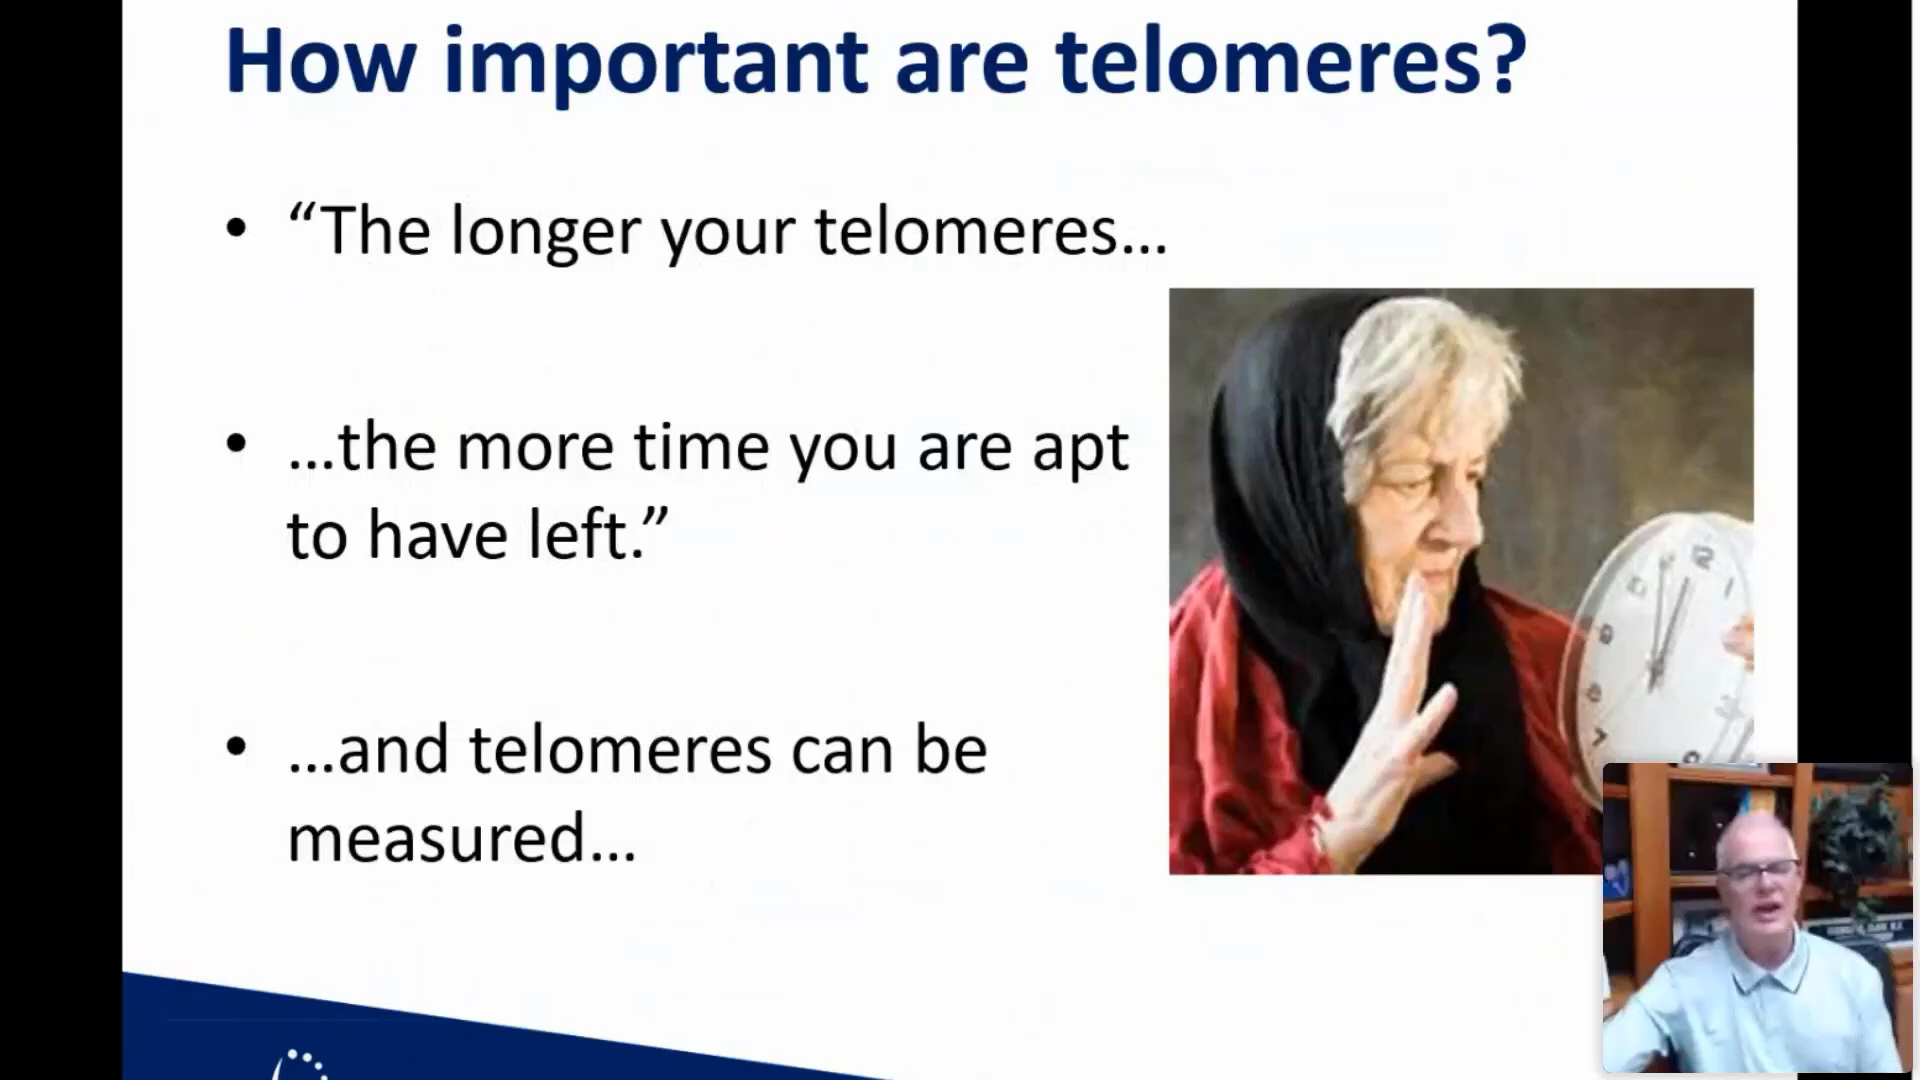 How important are telomeres?
• “The longer your telomeres...
• ...the more time you are apt
to have left.”
• ...and telomeres can be
measured...